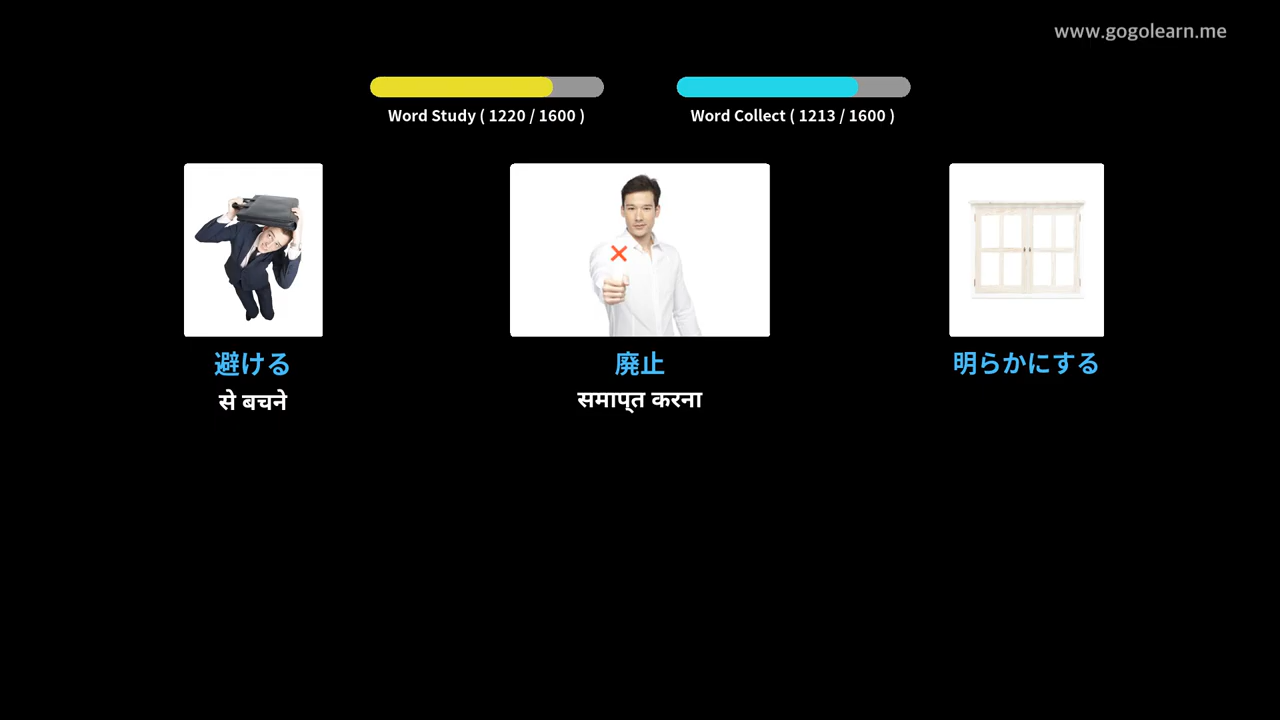 www.gogolearn.me
Word Study ( 1220 / 1600 )
Word Collect ( 1213 / 1600 )
避ける
廃止
明らかにする
से बचने
समाप्त करना